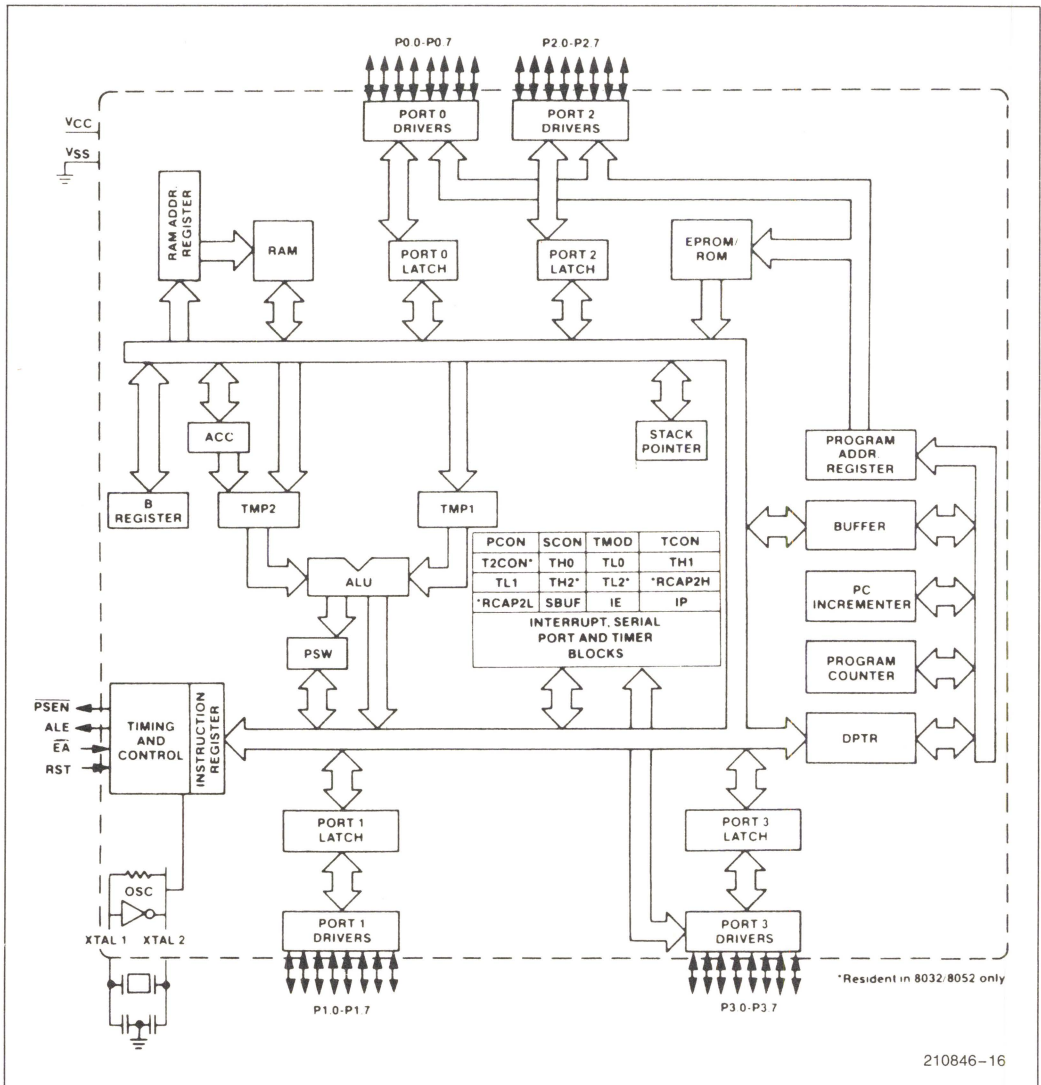 P0.0-P0.7
P2.0-P2.7
VCC
VSS
PORT 0
DRIVERS
PORT 2
DRIVERS
RAM ADDR.
REGISTER
RAM
PORT 0
LATCH
PORT 2
LATCH
EPROM/
ROM
ACC
STACK
POINTER
PROGRAM
ADDR.
REGISTER
B
REGISTER
TMP2
TMP1
BUFFER
PCON SCON TMOD TCON
T2CON* TH0 TL0 TH1
TL1 TH2* TL2* *RCAP2H
*RCAP2L SBUF IE IP
INTERRUPT, SERIAL
PORT AND TIMER
BLOCKS
ALU
PC
INCREMENTER
PSW
PROGRAM
COUNTER
PSEN
ALE
EA
RST
TIMING
AND
CONTROL
INSTRUCTION
REGISTER
DPTR
PORT 1
LATCH
PORT 3
LATCH
OSC
XTAL 1 XTAL 2
PORT 1
DRIVERS
PORT 3
DRIVERS
*Resident in 8032/8052 only
P1.0-P1.7
P3.0-P3.7
210846-16